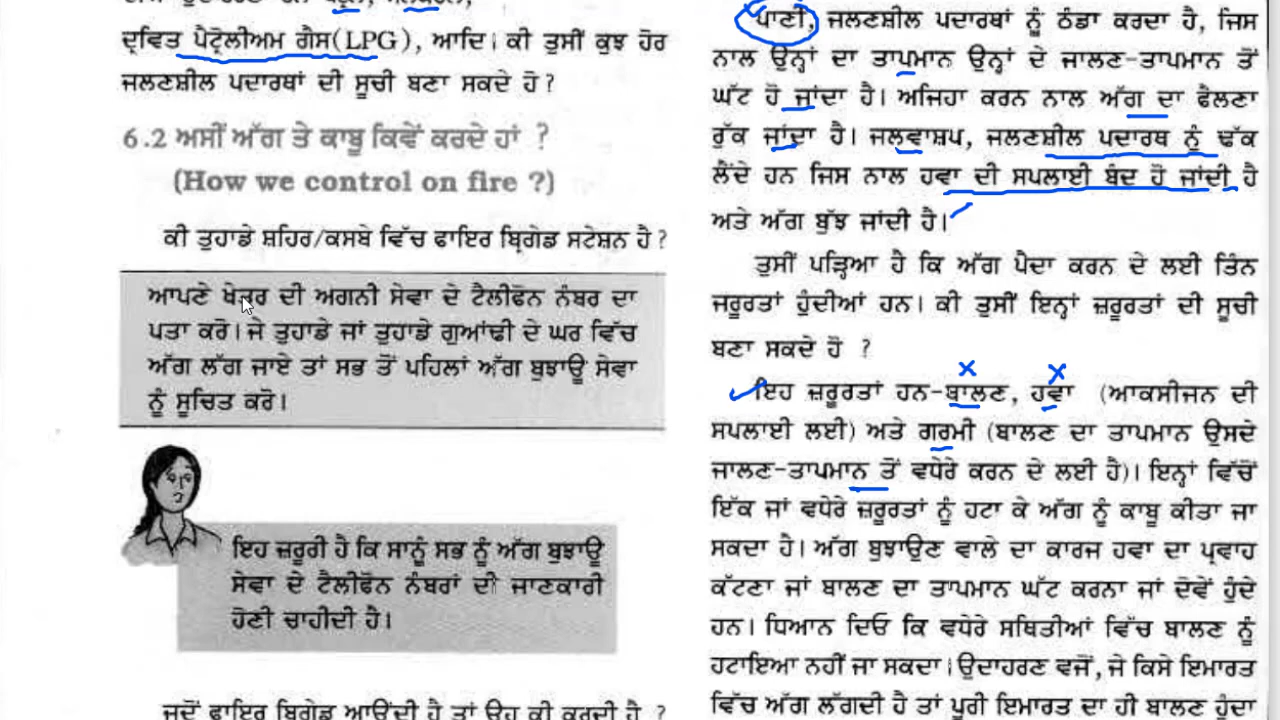 ਦ੍ਰਵਿਤ ਪੈਟ੍ਰੋਲੀਅਮ ਗੈਸ(LPG), ਆਦਿ। ਕੀ ਤੁਸੀਂ ਕੁਝ ਹੋਰ
ਜਲਣਸ਼ੀਲ ਪਦਾਰਥਾਂ ਦੀ ਸੂਚੀ ਬਣਾ ਸਕਦੇ ਹੋ?
6.2 ਅਸੀਂ ਅੱਗ ਤੇ ਕਾਬੂ ਕਿਵੇਂ ਕਰਦੇ ਹਾਂ ?
(How we control on fire ?)
ਕੀ ਤੁਹਾਡੇ ਸ਼ਹਿਰ/ਕਸਬੇ ਵਿੱਚ ਫਾਇਰ ਬ੍ਰਿਗੇਡ ਸਟੇਸ਼ਨ ਹੈ?
ਆਪਣੇ ਖੇਤਰ ਦੀ ਅਗਨੀ ਸੇਵਾ ਦੇ ਟੈਲੀਫੋਨ ਨੰਬਰ ਦਾ
ਪਤਾ ਕਰੋ। ਜੇ ਤੁਹਾਡੇ ਜਾਂ ਤੁਹਾਡੇ ਗੁਆਂਢੀ ਦੇ ਘਰ ਵਿੱਚ
ਅੱਗ ਲੱਗ ਜਾਏ ਤਾਂ ਸਭ ਤੋਂ ਪਹਿਲਾਂ ਅੱਗ ਬੁਝਾਊ ਸੇਵਾ
ਨੂੰ ਸੂਚਿਤ ਕਰੋ।
ਇਹ ਜ਼ਰੂਰੀ ਹੈ ਕਿ ਸਾਨੂੰ ਸਭ ਨੂੰ ਅੱਗ ਬੁਝਾਊ
ਸੇਵਾ ਦੇ ਟੈਲੀਫੋਨ ਨੰਬਰਾਂ ਦੀ ਜਾਣਕਾਰੀ
ਹੋਣੀ ਚਾਹੀਦੀ ਹੈ।
ਜਦੋਂ ਫਾਇਰ ਬ੍ਰਿਗੇਡ ਆਉਂਦੀ ਹੈ ਤਾਂ ਉਹ ਕੀ ਕਰਦੀ ਹੈ ?
ਪਾਣੀ, ਜਲਣਸ਼ੀਲ ਪਦਾਰਥਾਂ ਨੂੰ ਠੰਡਾ ਕਰਦਾ ਹੈ, ਜਿਸ
ਨਾਲ ਉਨ੍ਹਾਂ ਦਾ ਤਾਪਮਾਨ ਉਨ੍ਹਾਂ ਦੇ ਜਾਲਣ-ਤਾਪਮਾਨ ਤੋਂ
ਘੱਟ ਹੋ ਜਾਂਦਾ ਹੈ। ਅਜਿਹਾ ਕਰਨ ਨਾਲ ਅੱਗ ਦਾ ਫੈਲਣਾ
ਰੁੱਕ ਜਾਂਦਾ ਹੈ। ਜਲਵਾਸ਼ਪ, ਜਲਣਸ਼ੀਲ ਪਦਾਰਥ ਨੂੰ ਢੱਕ
ਲੈਂਦੇ ਹਨ ਜਿਸ ਨਾਲ ਹਵਾ ਦੀ ਸਪਲਾਈ ਬੰਦ ਹੋ ਜਾਂਦੀ ਹੈ
ਅਤੇ ਅੱਗ ਬੁੱਝ ਜਾਂਦੀ ਹੈ।
ਤੁਸੀਂ ਪੜ੍ਹਿਆ ਹੈ ਕਿ ਅੱਗ ਪੈਦਾ ਕਰਨ ਦੇ ਲਈ ਤਿੰਨ
ਜਰੂਰਤਾਂ ਹੁੰਦੀਆਂ ਹਨ। ਕੀ ਤੁਸੀਂ ਇਨ੍ਹਾਂ ਜ਼ਰੂਰਤਾਂ ਦੀ ਸੂਚੀ
ਬਣਾ ਸਕਦੇ ਹੋ ?
ਇਹ ਜ਼ਰੂਰਤਾਂ ਹਨ-ਬਾਲਣ, ਹਵਾ (ਆਕਸੀਜਨ ਦੀ
ਸਪਲਾਈ ਲਈ) ਅਤੇ ਗਰਮੀ (ਬਾਲਣ ਦਾ ਤਾਪਮਾਨ ਉਸਦੇ
ਜਾਲਣ-ਤਾਪਮਾਨ ਤੋਂ ਵਧੇਰੇ ਕਰਨ ਦੇ ਲਈ ਹੈ)। ਇਨ੍ਹਾਂ ਵਿੱਚੋਂ
ਇੱਕ ਜਾਂ ਵਧੇਰੇ ਜ਼ਰੂਰਤਾਂ ਨੂੰ ਹਟਾ ਕੇ ਅੱਗ ਨੂੰ ਕਾਬੂ ਕੀਤਾ ਜਾ
ਸਕਦਾ ਹੈ। ਅੱਗ ਬੁਝਾਉਣ ਵਾਲੇ ਦਾ ਕਾਰਜ ਹਵਾ ਦਾ ਪ੍ਰਵਾਹ
ਕੱਟਣਾ ਜਾਂ ਬਾਲਣ ਦਾ ਤਾਪਮਾਨ ਘੱਟ ਕਰਨਾ ਜਾਂ ਦੋਵੇਂ ਹੁੰਦੇ
ਹਨ। ਧਿਆਨ ਦਿਓ ਕਿ ਵਧੇਰੇ ਸਥਿਤੀਆਂ ਵਿੱਚ ਬਾਲਣ ਨੂੰ
ਹਟਾਇਆ ਨਹੀਂ ਜਾ ਸਕਦਾ। ਉਦਾਹਰਣ ਵਜੋਂ, ਜੇ ਕਿਸੇ ਇਮਾਰਤ
ਵਿੱਚ ਅੱਗ ਲੱਗਦੀ ਹੈ ਤਾਂ ਪੂਰੀ ਇਮਾਰਤ ਦਾ ਹੀ ਬਾਲਣ ਹੁੰਦਾ